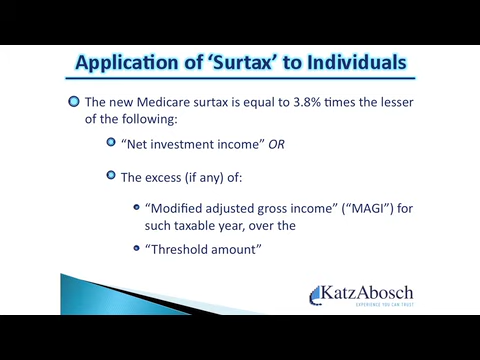 Application of ‘Surtax’ to Individuals
The new Medicare surtax is equal to 3.8% times the lesser
of the following:
“Net investment income” OR
The excess (if any) of:
“Modified adjusted gross income” (“MAGI”) for
such taxable year, over the
“Threshold amount”
KatzAbosch
EXPERIENCE YOU CAN TRUST